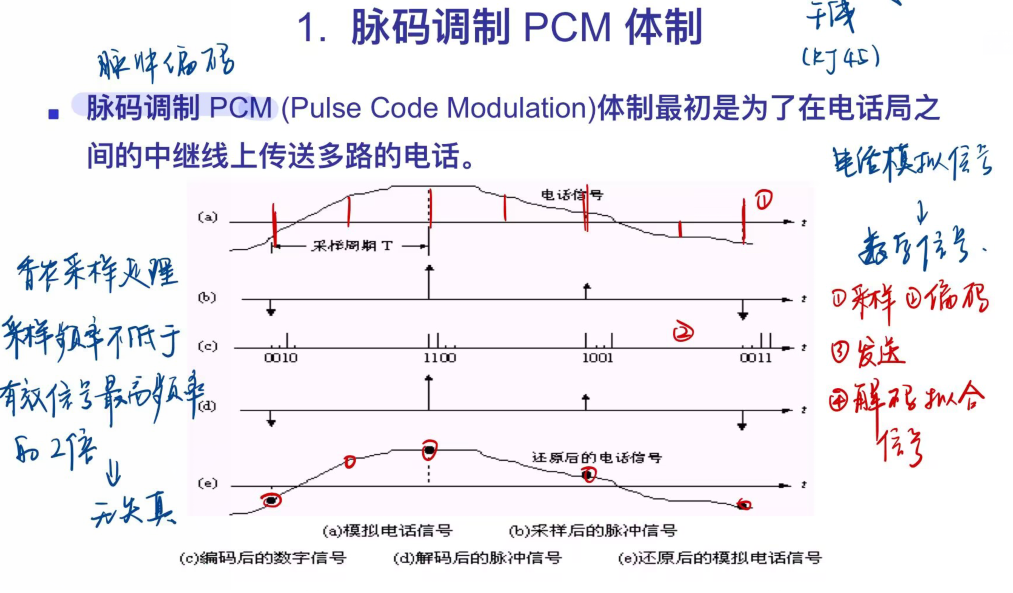 1. 脉码调制 PCM 体制
干线
(RJ45)
脉冲编码
脉码调制 PCM (Pulse Code Modulation)体制最初是为了在电话局之
间的中继线上传送多路的电话。
电话模拟信号
↓
数字信号.
①采样 ②编码
③发送
④解码拟合
信号
采样处理
采样频率不低于
有效信号最高频率
的2倍
↓
无失真
(a)
电话信号
①
t
采样周期 T
(b)
t
(c)
②
t
0010 1100 1001 0011
(d)
t
还原后的电话信号
(e)
t
(a)模拟电话信号 (b)采样后的脉冲信号
(c)编码后的数字信号 (d)解码后的脉冲信号 (e)还原后的模拟电话信号